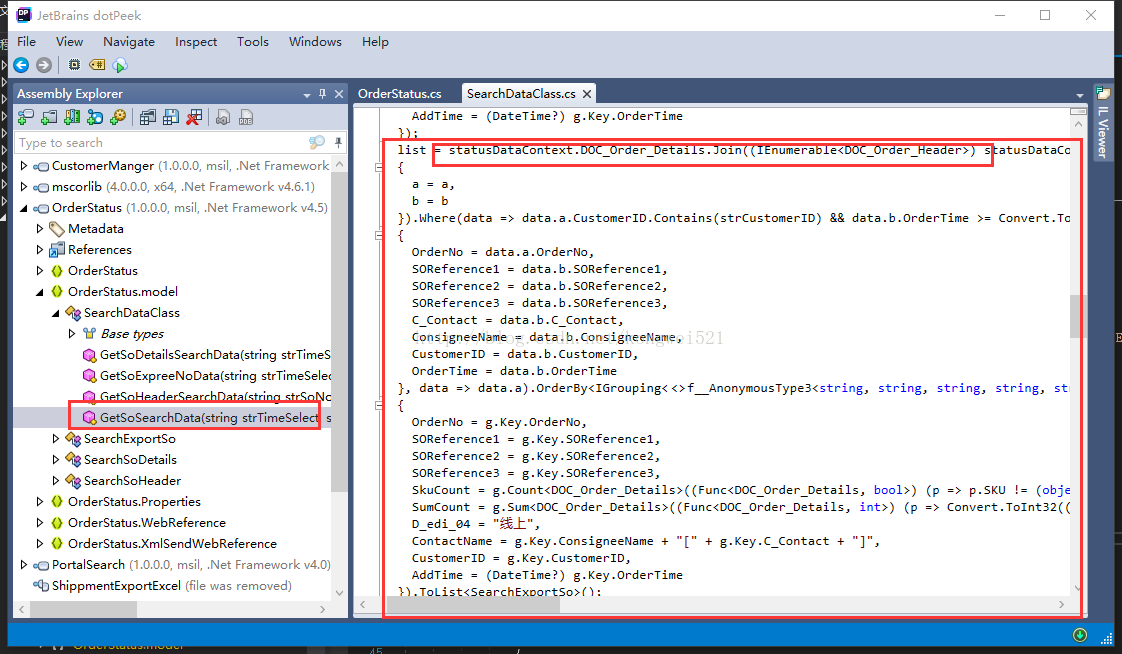 JetBrains dotPeek
File View Navigate Inspect Tools Windows Help
Assembly Explorer
Type to search
CustomerManger (1.0.0.0, msil, .Net Framework
mscorlib (4.0.0.0, x64, .Net Framework v4.6.1)
OrderStatus (1.0.0.0, msil, .Net Framework v4.5)
Metadata
References
OrderStatus
OrderStatus.model
SearchDataClass
Base types
GetSoDetailsSearchData(string strTimeS
GetSoExpreeNoData(string strTimeSelec
GetSoHeaderSearchData(string strSoNo
GetSoSearchData(string strTimeSelect s
SearchExportSo
SearchSoDetails
SearchSoHeader
OrderStatus.Properties
OrderStatus.WebReference
OrderStatus.XmlSendWebReference
PortalSearch (1.0.0.0, msil, .Net Framework v4.0)
ShippmentExportExcel (file was removed)
OrderStatus.cs SearchDataClass.cs
AddTime = (DateTime?) g.Key.OrderTime
});
list = statusDataContext.DOC_Order_Details.Join((IEnumerable<DOC_Order_Header>) statusDataCo
{
a = a,
b = b
}).Where(data => data.a.CustomerID.Contains(strCustomerID) && data.b.OrderTime >= Convert.To
{
OrderNo = data.a.OrderNo,
SOReference1 = data.b.SOReference1,
SOReference2 = data.b.SOReference2,
SOReference3 = data.b.SOReference3,
C_Contact = data.b.C_Contact,
ConsigneeName = data.b.ConsigneeName,
CustomerID = data.b.CustomerID,
OrderTime = data.b.OrderTime
}, data => data.a).OrderBy<IGrouping<<>f__AnonymousType3<string, string, string, string, st
{
OrderNo = g.Key.OrderNo,
SOReference1 = g.Key.SOReference1,
SOReference2 = g.Key.SOReference2,
SOReference3 = g.Key.SOReference3,
SkuCount = g.Count<DOC_Order_Details>((Func<DOC_Order_Details, bool>) (p => p.SKU != (obje
SumCount = g.Sum<DOC_Order_Details>((Func<DOC_Order_Details, int>) (p => Convert.ToInt32((
D_edi_04 = "线上",
ContactName = g.Key.ConsigneeName + "[" + g.Key.C_Contact + "]",
CustomerID = g.Key.CustomerID,
AddTime = (DateTime?) g.Key.OrderTime
}).ToList<SearchExportSo>();
IL Viewer
OrderStatus.model
45